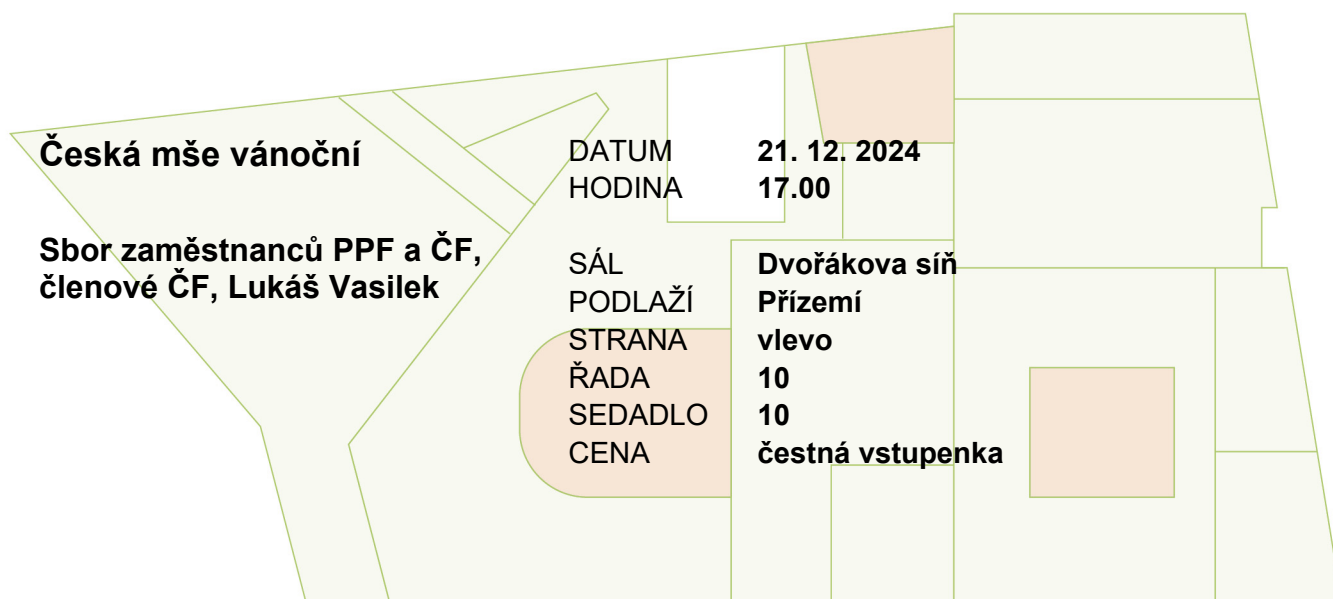 Česká mše vánoční
Sbor zaměstnanců PPF a ČF,
členové ČF, Lukáš Vasilek
DATUM 21. 12. 2024
HODINA 17.00
SÁL Dvořákova síň
PODLAŽÍ Přízemí
STRANA vlevo
ŘADA 10
SEDADLO 10
CENA čestná vstupenka